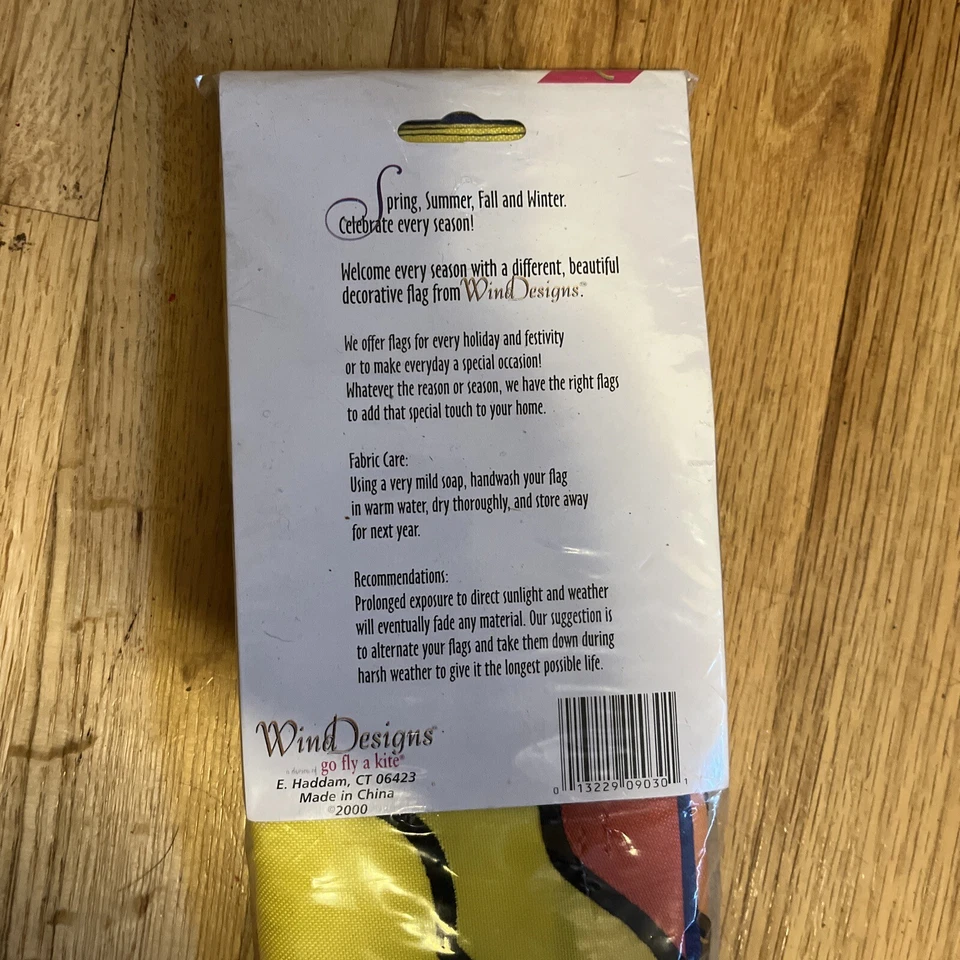 Spring, Summer, Fall and Winter.
Celebrate every season!
Welcome every season with a different, beautiful
decorative flag from WindDesigns™.
We offer flags for every holiday and festivity
or to make everyday a special occasion!
Whatever the reason or season, we have the right flags
to add that special touch to your home.
Fabric Care:
Using a very mild soap, handwash your flag
in warm water, dry thoroughly, and store away
for next year.
Recommendations:
Prolonged exposure to direct sunlight and weather
will eventually fade any material. Our suggestion is
to alternate your flags and take them down during
harsh weather to give it the longest possible life.
WindDesigns™
a division of go fly a kite®
E. Haddam, CT 06423
Made in China
©2000
0 13229 09030 1